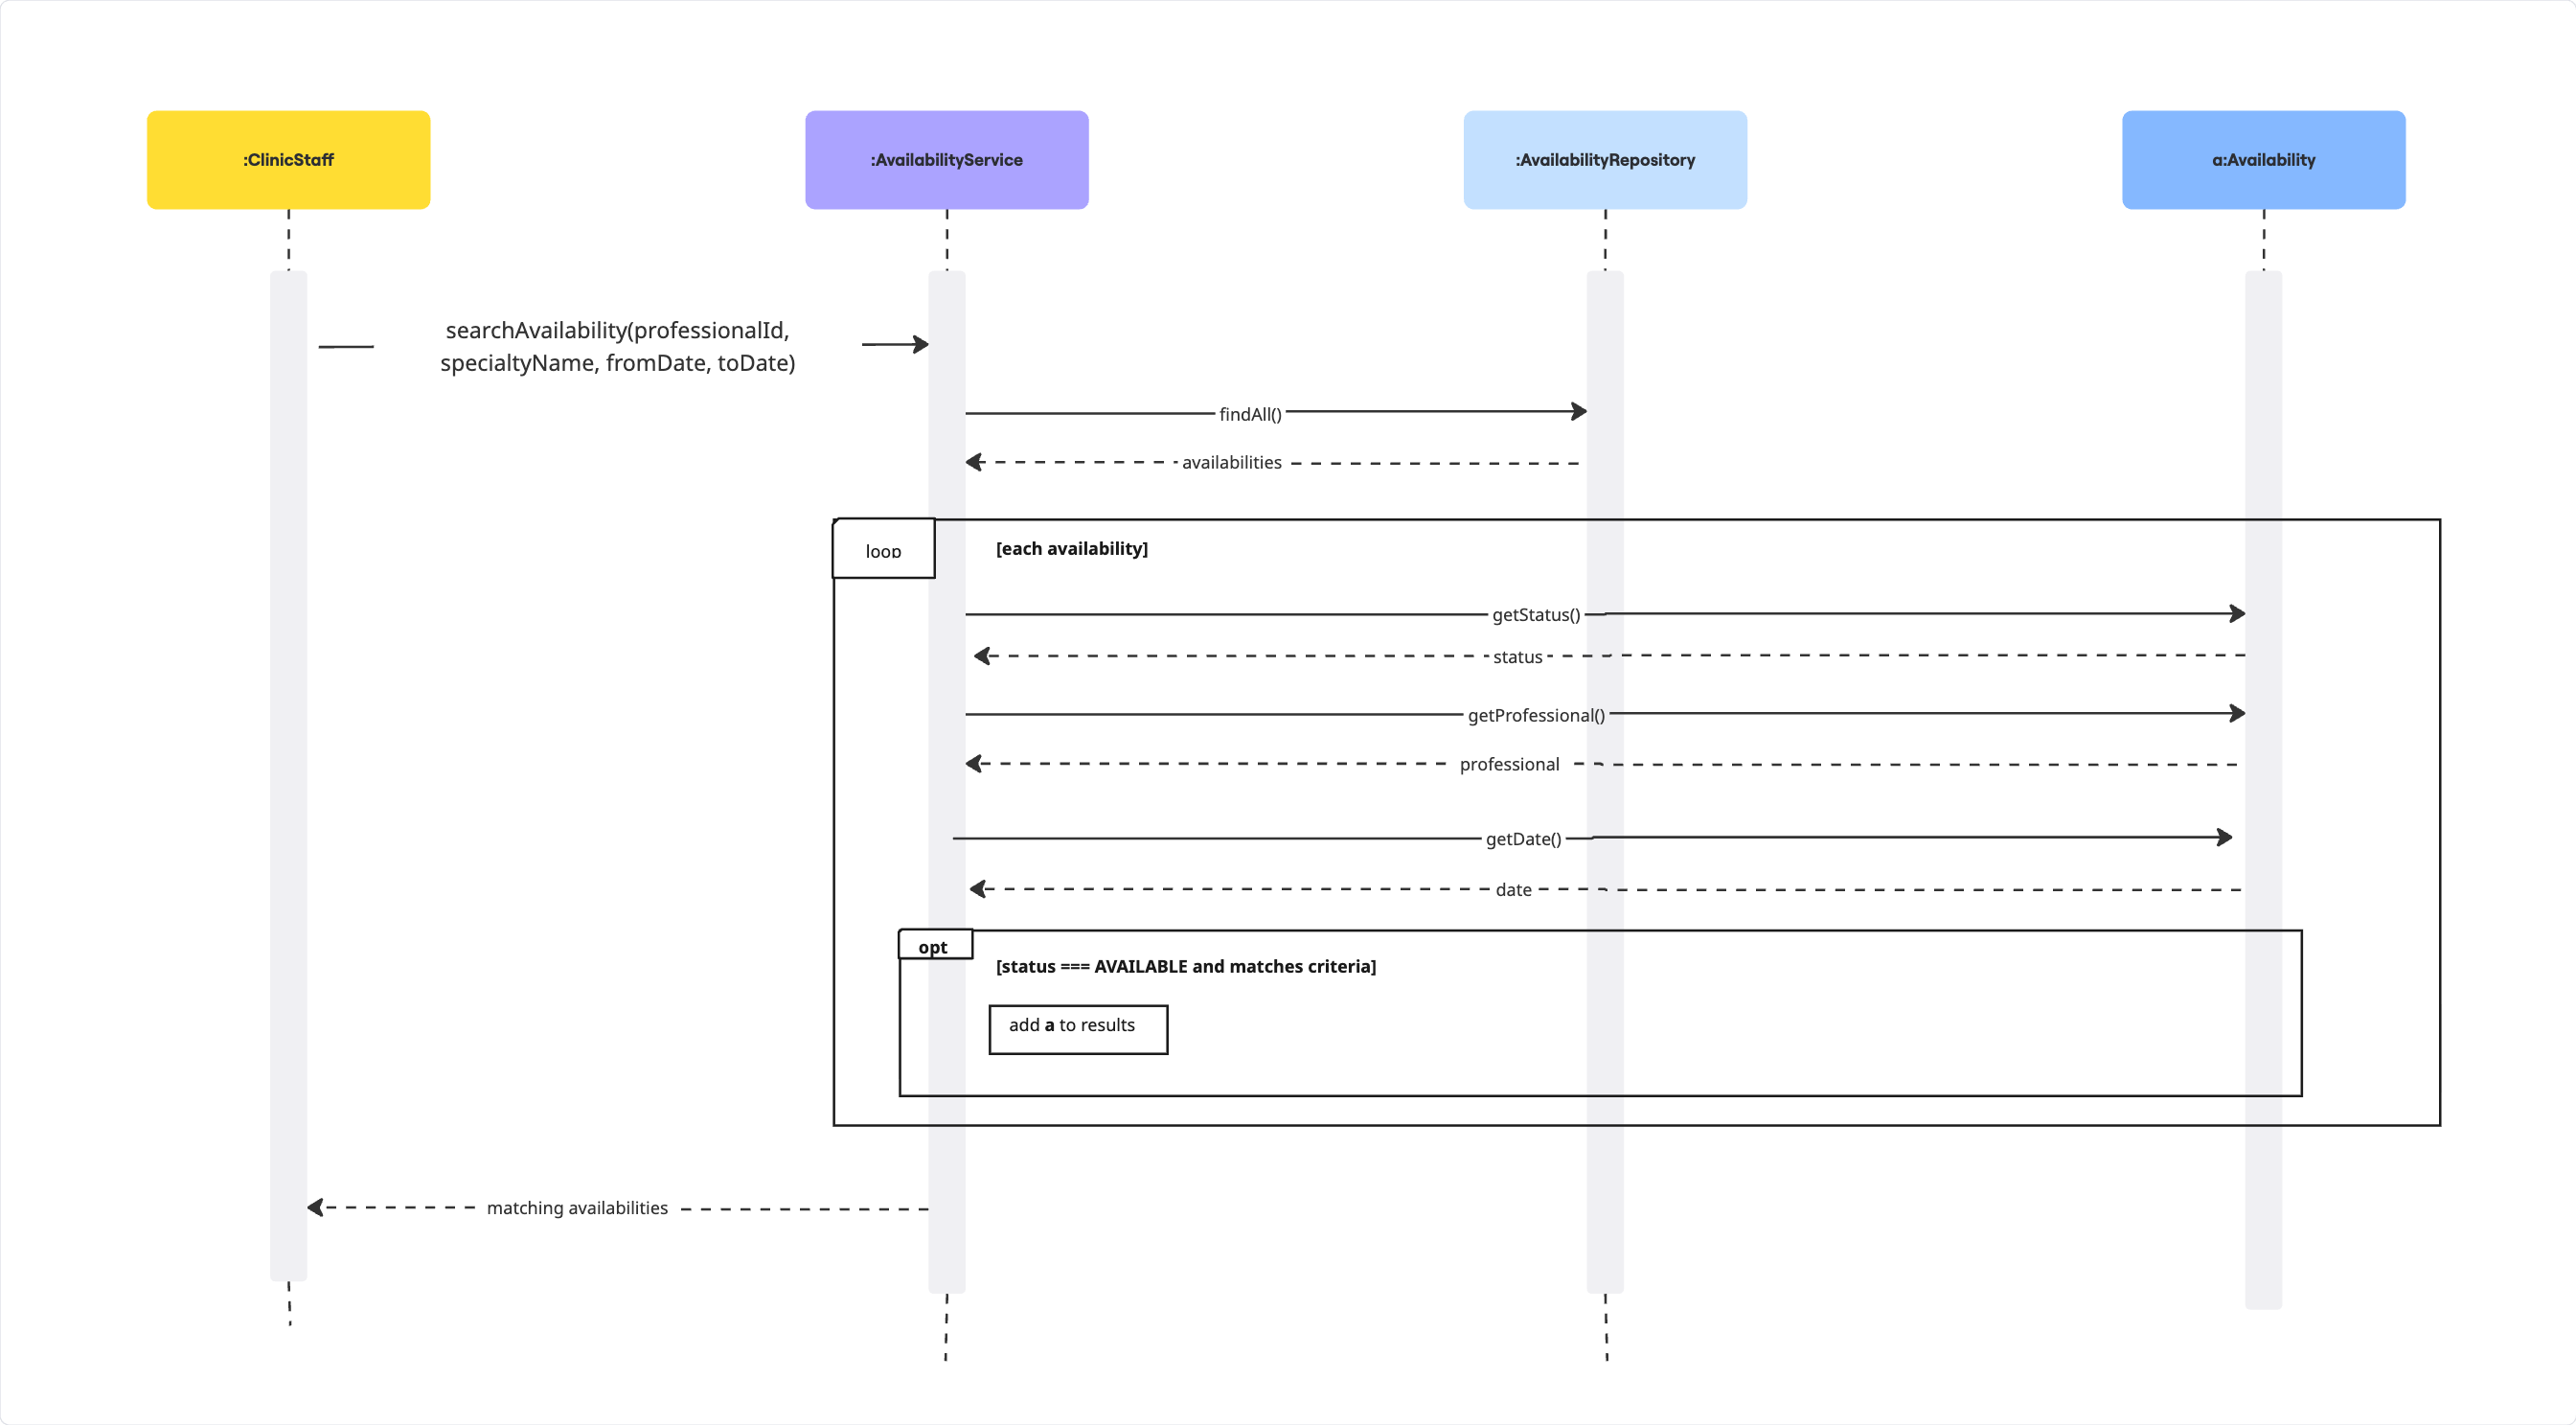 :ClinicStaff
:AvailabilityService
:AvailabilityRepository
a:Availability
searchAvailability(professionalId,
specialtyName, fromDate, toDate)
findAll()
availabilities
loop
[each availability]
getStatus()
status
getProfessional()
professional
getDate()
date
opt
[status === AVAILABLE and matches criteria]
add a to results
matching availabilities